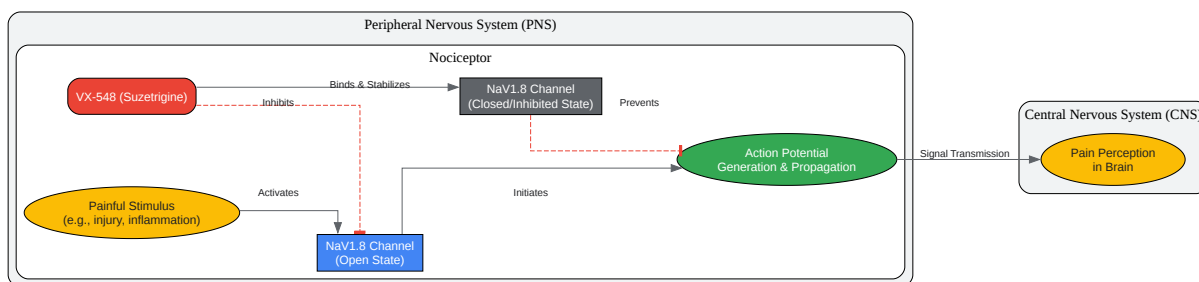 Peripheral Nervous System (PNS)
Nociceptor
VX-548 (Suzetrigine)
Binds & Stabilizes
Inhibits
NaV1.8 Channel
(Closed/Inhibited State)
Prevents
Central Nervous System (CNS)
Action Potential
Generation & Propagation
Signal Transmission
Pain Perception
in Brain
Painful Stimulus
(e.g., injury, inflammation)
Activates
Initiates
NaV1.8 Channel
(Open State)